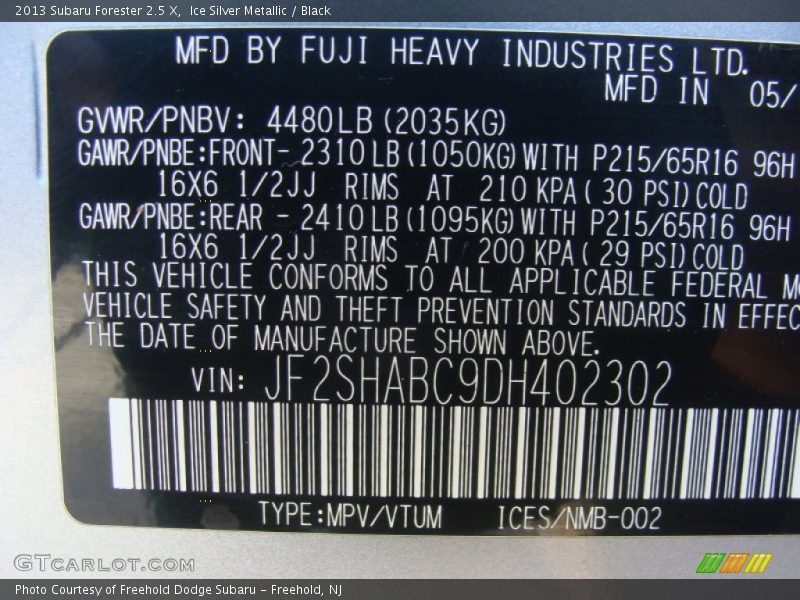 2013 Subaru Forester 2.5 X,  Ice Silver Metallic / Black
MFD BY FUJI HEAVY INDUSTRIES LTD.
MFD IN 05/
GVWR/PNBV: 4480LB (2035KG)
GAWR/PNBE:FRONT- 2310 LB (1050KG) WITH P215/65R16 96H
16X6 1/2JJ RIMS AT 210 KPA ( 30 PSI) COLD
GAWR/PNBE:REAR - 2410 LB (1095KG) WITH P215/65R16 96H
16X6 1/2JJ RIMS AT 200 KPA ( 29 PSI) COLD
THIS VEHICLE CONFORMS TO ALL APPLICABLE FEDERAL MO
VEHICLE SAFETY AND THEFT PREVENTION STANDARDS IN EFFEC
THE DATE OF MANUFACTURE SHOWN ABOVE.
VIN: JF2SHABC9DH402302
TYPE:MPV/VTUM ICES/NMB-002
GTCARLOT.COM
Photo Courtesy of Freehold Dodge Subaru – Freehold, NJ